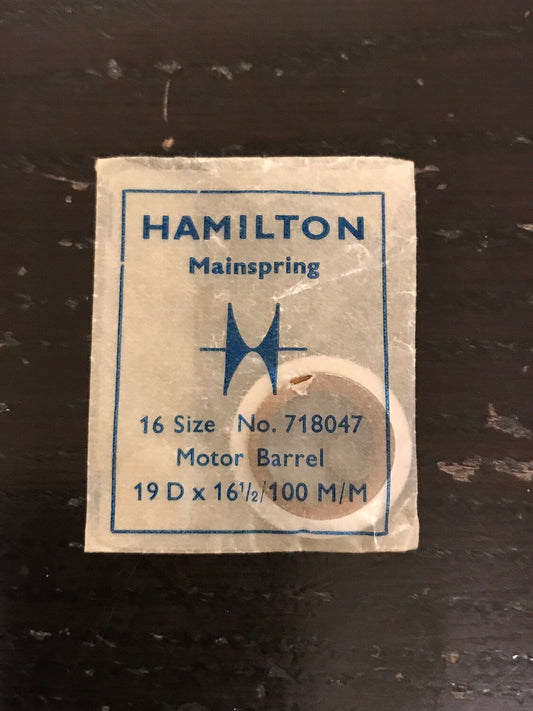 HAMILTON
Mainspring
16 Size No. 718047
Motor Barrel
19 D x 16½/100 M/M